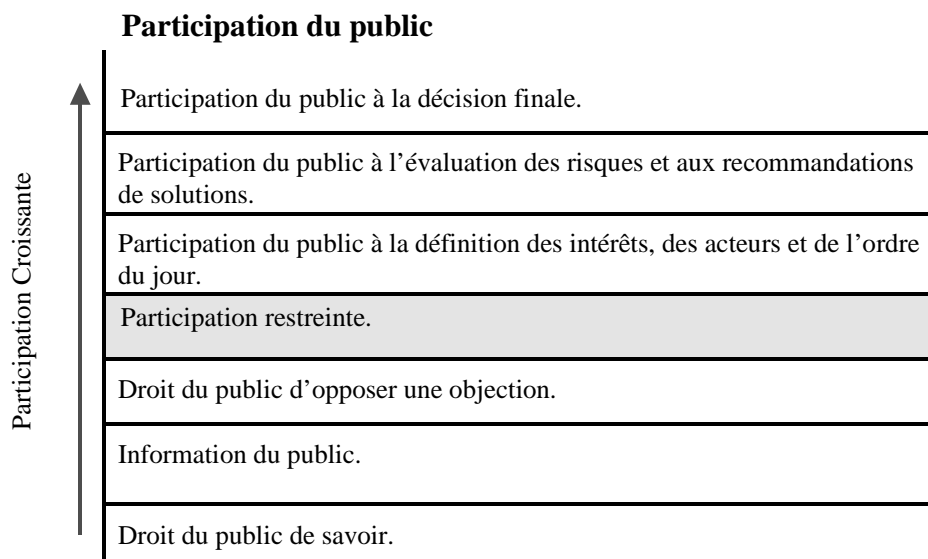 Participation du public
Participation Croissante
Participation du public à la décision finale.
Participation du public à l’évaluation des risques et aux recommandations
de solutions.
Participation du public à la définition des intérêts, des acteurs et de l’ordre
du jour.
Participation restreinte.
Droit du public d’opposer une objection.
Information du public.
Droit du public de savoir.